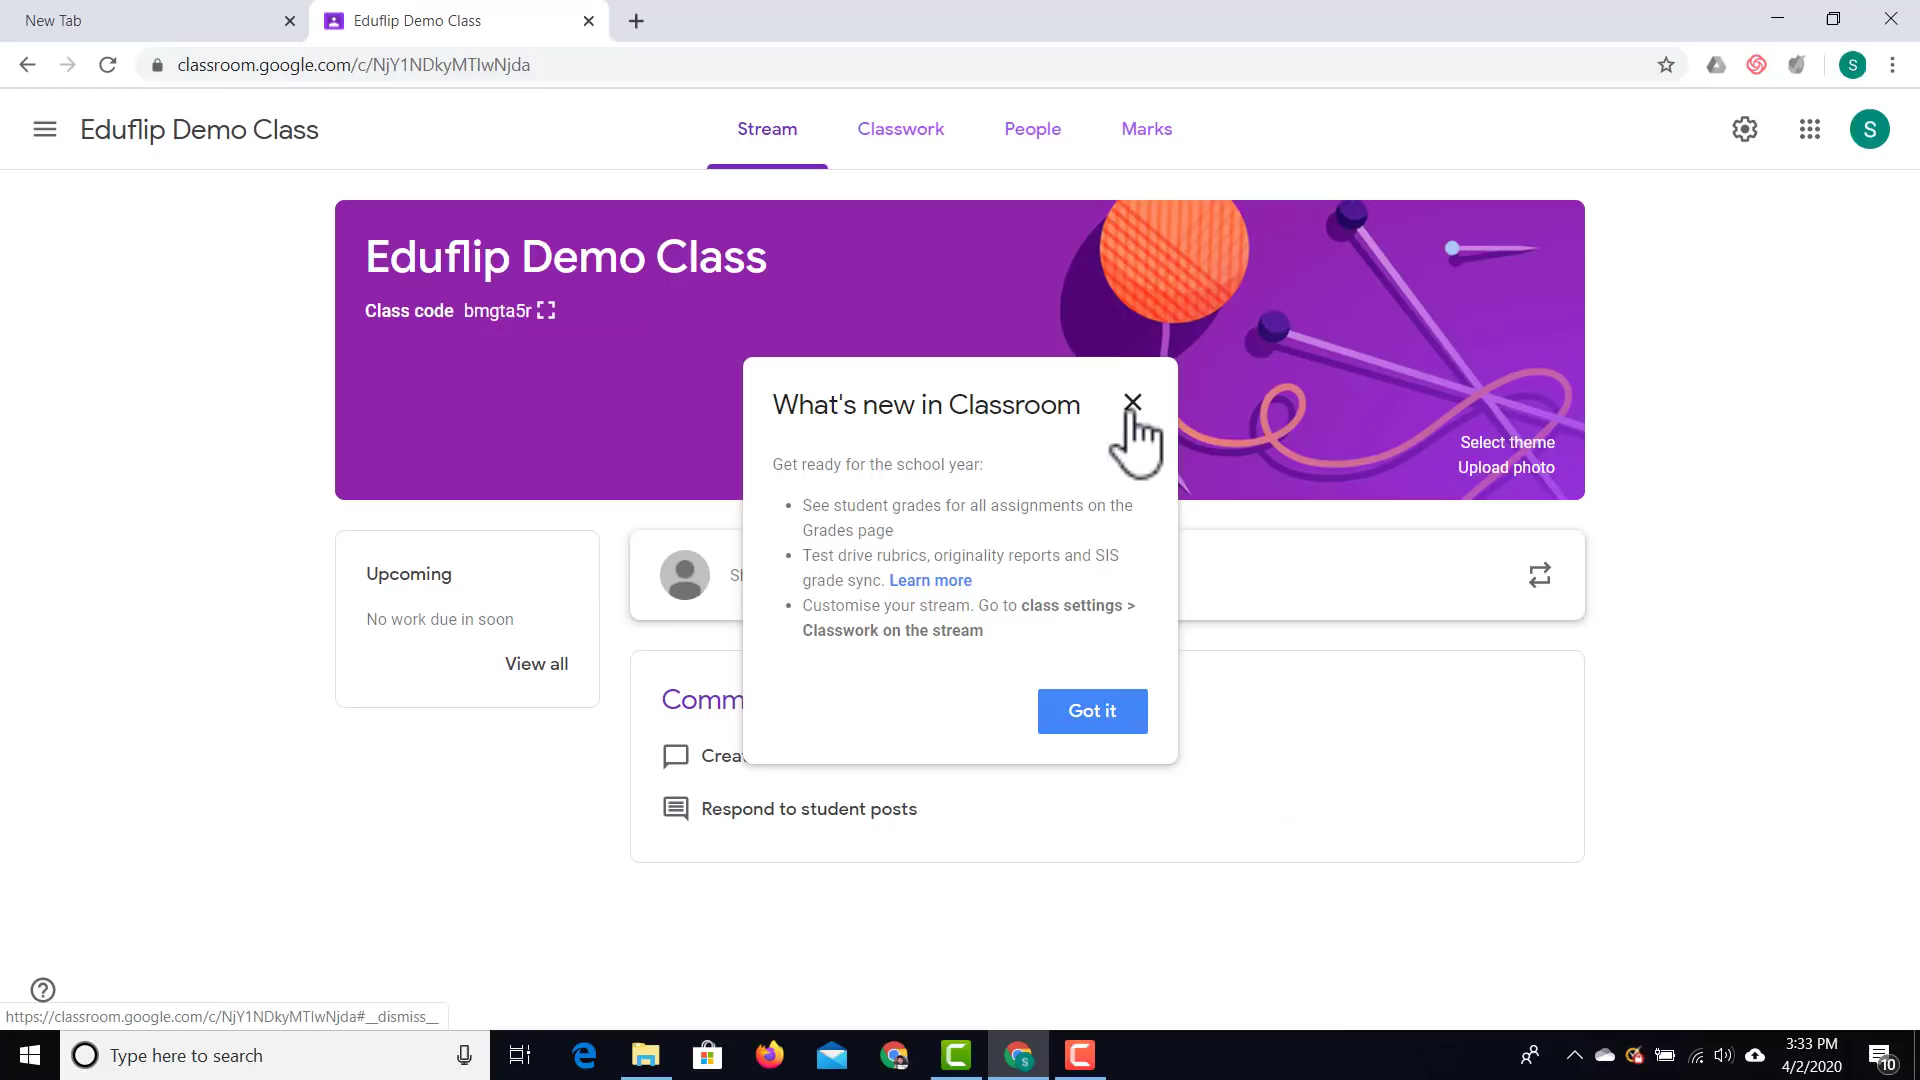 New Tab
Eduflip Demo Class
classroom.google.com/c/NjY1NDkyMTIwNjda
S
Eduflip Demo Class
Stream
Classwork
People
Marks
S
Eduflip Demo Class
Class code bmgta5r
Select theme
Upload photo
What's new in Classroom
Get ready for the school year:
• See student grades for all assignments on the
Grades page
• Test drive rubrics, originality reports and SIS
grade sync. Learn more
• Customise your stream. Go to class settings >
Classwork on the stream
Got it
Upcoming
No work due in soon
View all
Sh
Comm
Crea
Respond to student posts
https://classroom.google.com/c/NjY1NDkyMTIwNjda#__dismiss__
Type here to search
S
3:33 PM
4/2/2020
10